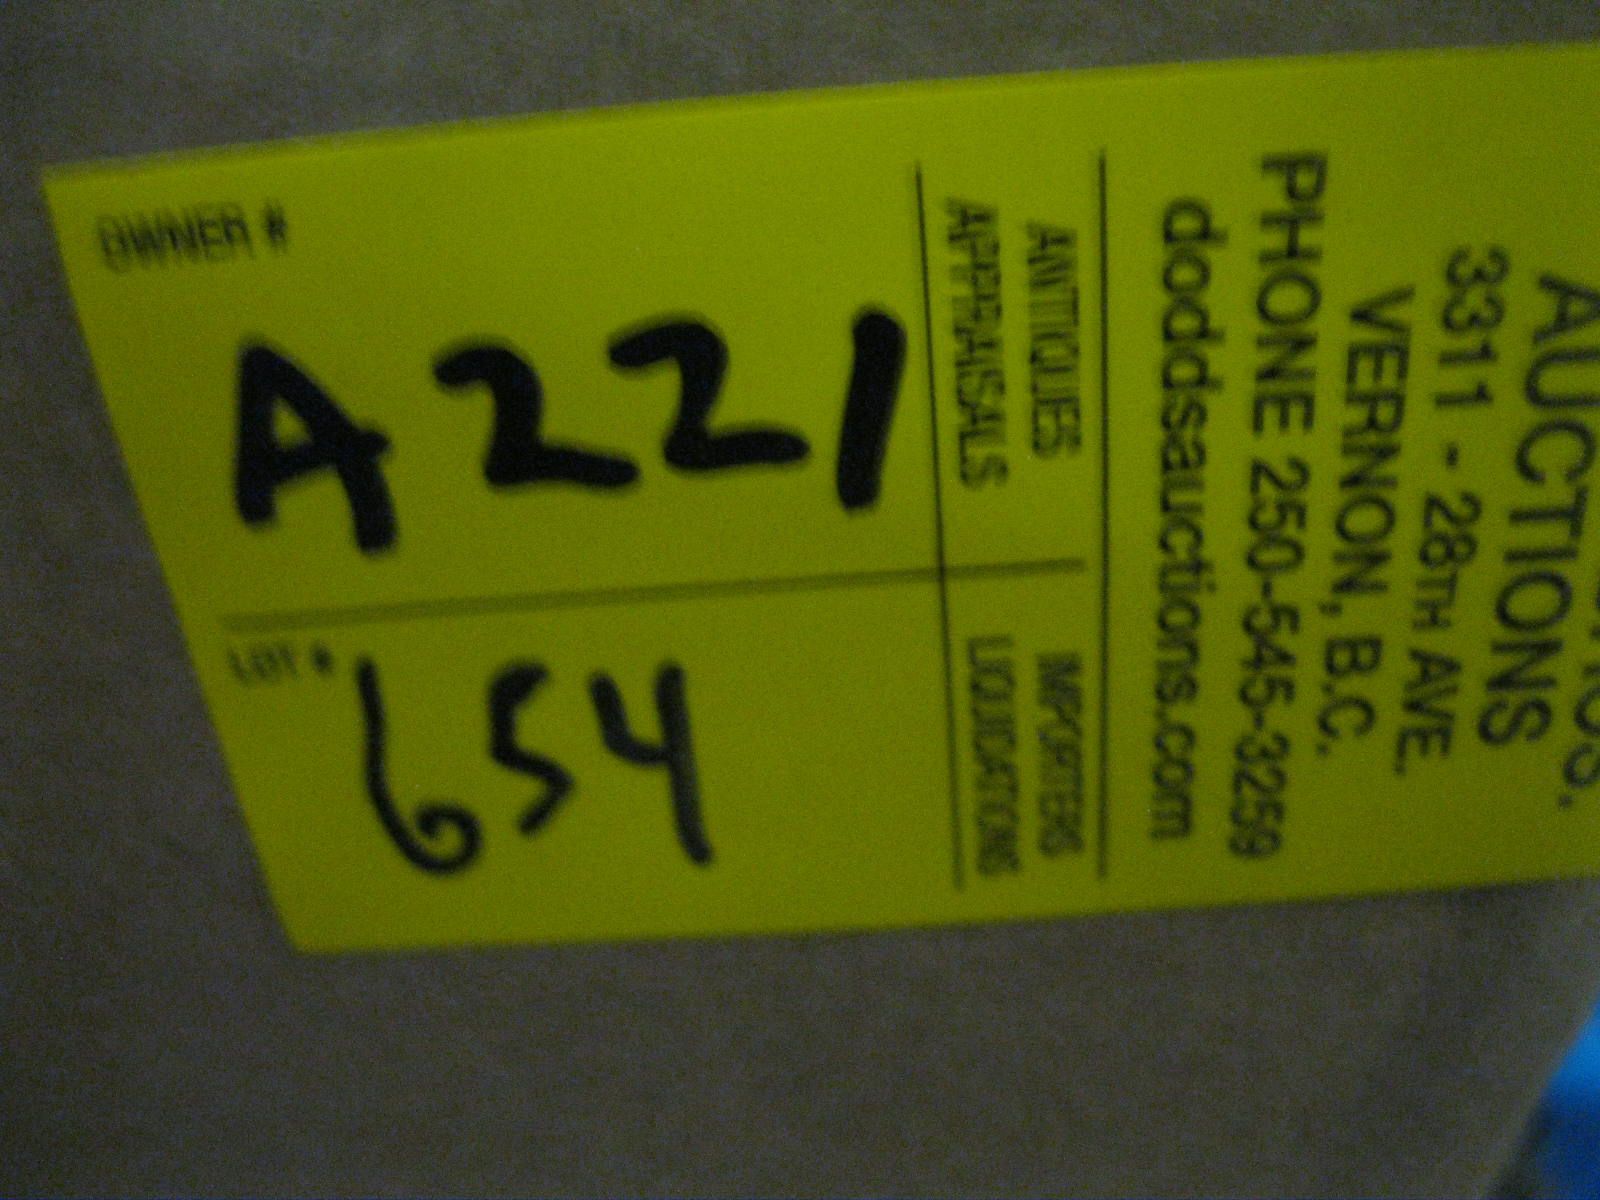 OWNER #
A221
LOT #
654
AUCTIONS
3311 - 28TH AVE.
VERNON, B.C.
PHONE 250-545-3259
doddsauctions.com
ANTIQUES IMPORTERS
APPRAISALS LIQUIDATIONS